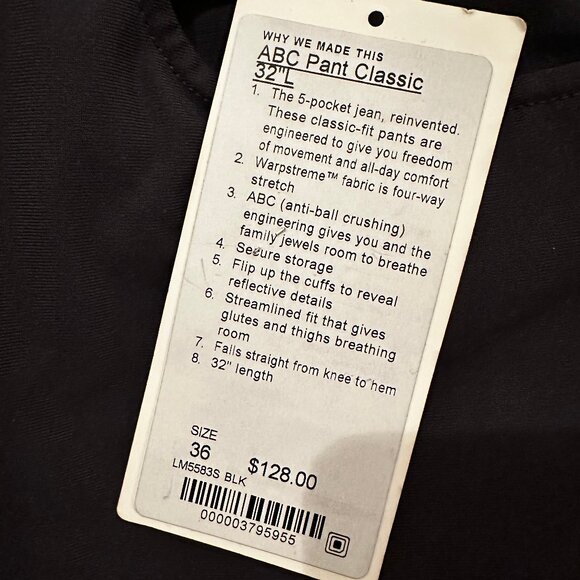 WHY WE MADE THIS
ABC Pant Classic
32"L
1. The 5-pocket jean, reinvented.
These classic-fit pants are
engineered to give you freedom
of movement and all-day comfort
2. Warpstreme™ fabric is four-way
stretch
3. ABC (anti-ball crushing)
engineering gives you and the
family jewels room to breathe
4. Secure storage
5. Flip up the cuffs to reveal
reflective details
6. Streamlined fit that gives
glutes and thighs breathing
room
7. Falls straight from knee to hem
8. 32" length
SIZE
36 $128.00
LM5583S BLK
000003795955